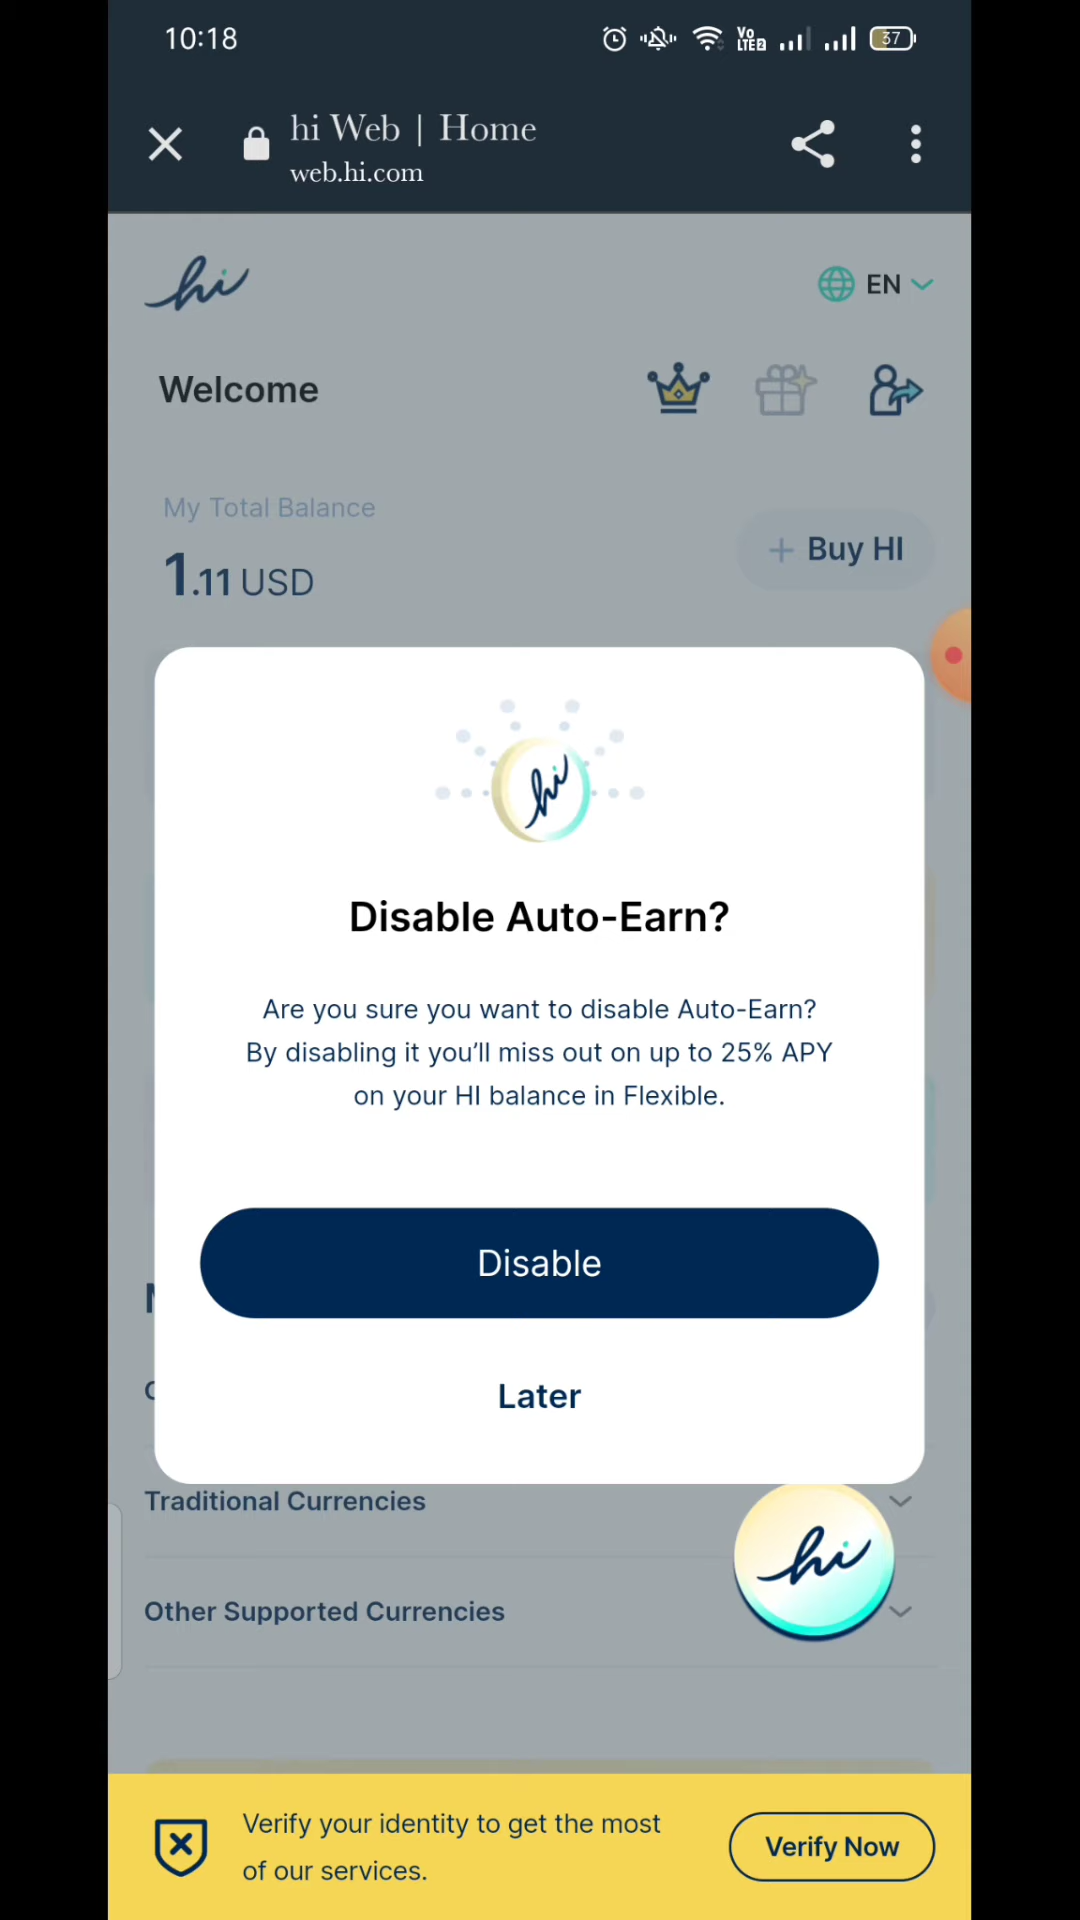 10:18
Vo
LTE2
37
hi Web | Home
web.hi.com
hi
EN
Welcome
My Total Balance
1.11 USD
+ Buy HI
hi
Disable Auto-Earn?
Are you sure you want to disable Auto-Earn?
By disabling it you’ll miss out on up to 25% APY
on your HI balance in Flexible.
Disable
Later
Traditional Currencies
hi
Other Supported Currencies
Verify your identity to get the most
of our services.
Verify Now